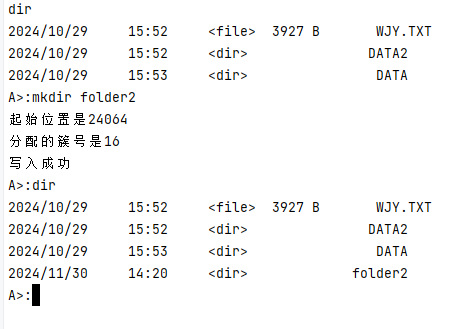 dir
2024/10/29     15:52     <file>  3927 B       WJY.TXT
2024/10/29     15:52     <dir>               DATA2
2024/10/29     15:53     <dir>                DATA
A>:mkdir folder2
起始位置是24064
分配的簇号是16
写入成功
A>:dir
2024/10/29     15:52     <file>  3927 B       WJY.TXT
2024/10/29     15:52     <dir>               DATA2
2024/10/29     15:53     <dir>                DATA
2024/11/30     14:20     <dir>             folder2
A>: